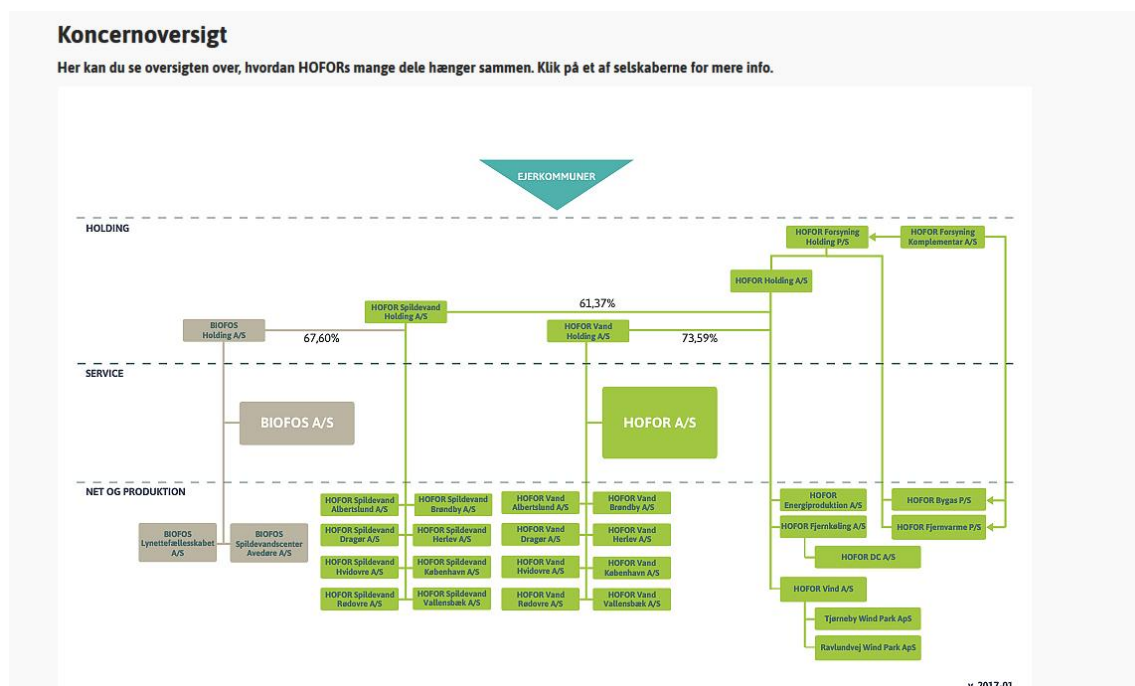 Koncernoversigt
Her kan du se oversigten over, hvordan HOFORs mange dele hænger sammen. Klik på et af selskaberne for mere info.
EJERKOMMUNER
HOLDING
HOFOR Forsyning
Holding P/S
HOFOR Forsyning
Komplementar A/S
HOFOR Holding A/S
61,37%
HOFOR Spildevand
Holding A/S
BIOFOS
Holding A/S
67,60%
HOFOR Vand
Holding A/S
73,59%
SERVICE
BIOFOS A/S
HOFOR A/S
NET OG PRODUKTION
BIOFOS
Lynettefællesskabet
A/S
BIOFOS
Spildevandscenter
Avedøre A/S
HOFOR Spildevand
Albertslund A/S
HOFOR Spildevand
Brøndby A/S
HOFOR Spildevand
Dragør A/S
HOFOR Spildevand
Herlev A/S
HOFOR Spildevand
Hvidovre A/S
HOFOR Spildevand
København A/S
HOFOR Spildevand
Rødovre A/S
HOFOR Spildevand
Vallensbæk A/S
HOFOR Vand
Albertslund A/S
HOFOR Vand
Brøndby A/S
HOFOR Vand
Dragør A/S
HOFOR Vand
Herlev A/S
HOFOR Vand
Hvidovre A/S
HOFOR Vand
København A/S
HOFOR Vand
Rødovre A/S
HOFOR Vand
Vallensbæk A/S
HOFOR
Energiproduktion A/S
HOFOR Fjernkøling A/S
HOFOR DC A/S
HOFOR Vind A/S
Tjørneby Wind Park ApS
Ravlundvej Wind Park ApS
HOFOR Bygas P/S
HOFOR Fjernvarme P/S
v. 2017-01